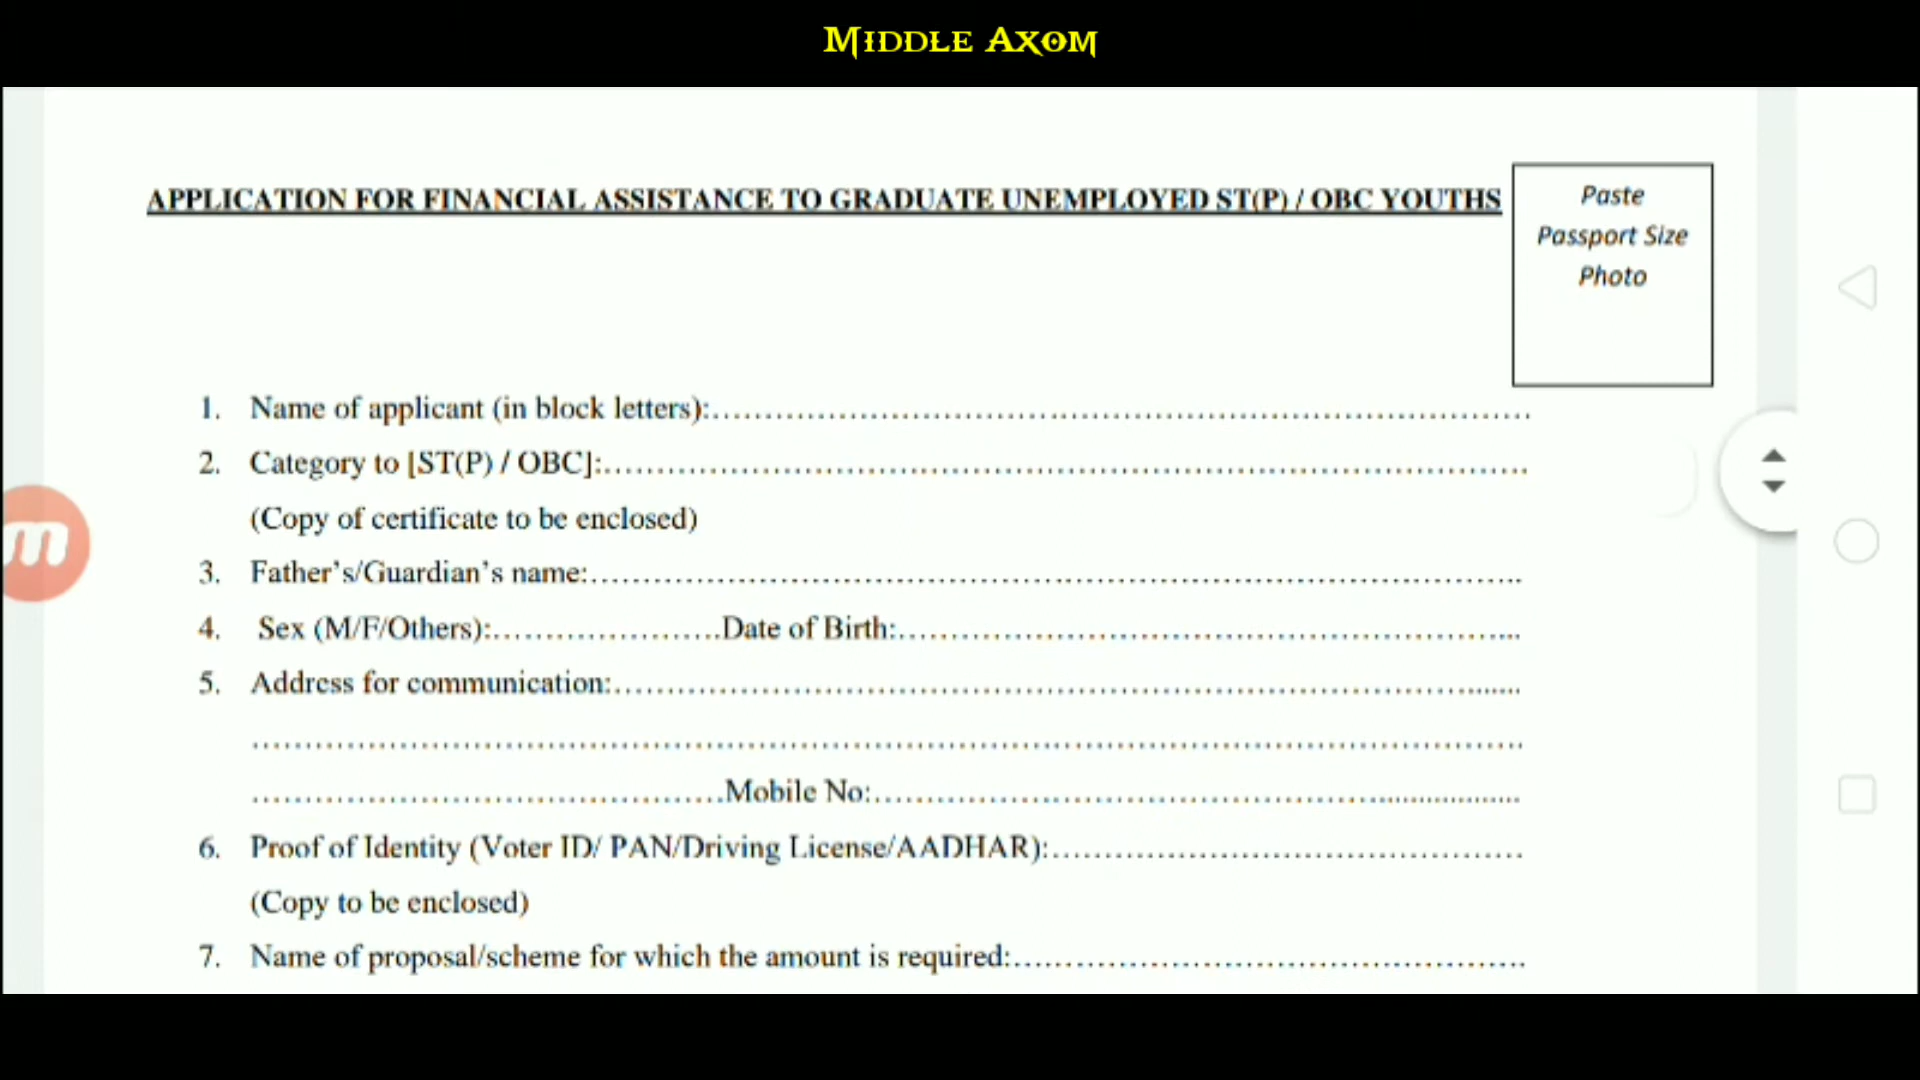 MIDDLE AXOM
APPLICATION FOR FINANCIAL ASSISTANCE TO GRADUATE UNEMPLOYED ST(P) / OBC YOUTHS
Paste
Passport Size
Photo
1. Name of applicant (in block letters):..............................
2. Category to [ST(P) / OBC]:..............................
(Copy of certificate to be enclosed)
3. Father’s/Guardian’s name:..............................
4. Sex (M/F/Others):....................Date of Birth:..............................
5. Address for communication:..............................
..............................
..............................Mobile No:..............................
6. Proof of Identity (Voter ID/ PAN/Driving License/AADHAR):..............................
(Copy to be enclosed)
7. Name of proposal/scheme for which the amount is required:..............................
m